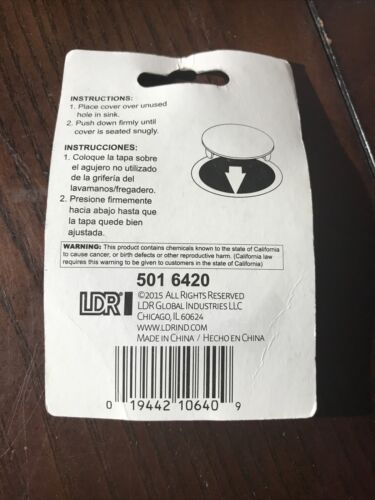 INSTRUCTIONS:
1. Place cover over unused
hole in sink.
2. Push down firmly until
cover is seated snugly.
INSTRUCCIONES:
1. Coloque la tapa sobre
el agujero no utilizado
de la grifería del
lavamanos/fregadero.
2. Presione firmemente
hacia abajo hasta que
la tapa quede bien
ajustada.
WARNING: This product contains chemicals known to the state of California
to cause cancer, or birth defects or other reproductive harm. (California law
requires this warning to be given to customers in the state of California)
501 6420
LDR
©2015 ALL RIGHTS RESERVED
LDR GLOBAL INDUSTRIES LLC
CHICAGO, IL 60624
WWW.LDRIND.COM
MADE IN CHINA / HECHO EN CHINA
0 19442 10640 9